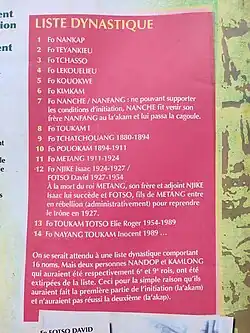 LISTE DYNASTIQUE
1 Fo NANKAP
2 Fo TEYANKIEU
3 Fo TCHASSO
4 Fo LEKOUELIEU
5 Fo KOUOKWE
6 Fo KIMKAM
7 Fo NANCHE / NANFANG : ne pouvant supporter
les conditions d'initiation, NANCHE fit venir son
frère NANFANG au la'akam et lui passa la cagoule.
8 Fo TOUKAM I
9 Fo TCHATCHOUANG 1880-1894
10 Fo POUOKAM 1894-1911
11 Fo METANG 1911-1924
12 Fo NJIKE Isaac 1924-1927 /
FOTSO David 1927-1954
À la mort du roi METANG, son frère et adjoint NJIKE
Isaac lui succède et FOTSO, fils de METANG entre
en rébellion (administrativement) pour reprendre
le trône en 1927.
13 Fo TOUKAM TOTSO Elie Roger 1954-1989
14 Fo NAYANG TOUKAM Inocent 1989 ...
On se serait attendu à une liste dynastique comportant
16 noms. Mais deux personnes NANDOP et KAMLONG
qui auraient été respectivement 6e et 9e rois, ont été
extirpées de la liste. Ceci pour la simple raison qu'ils
auraient fait la première partie de l'initiation (la'akam)
et n'auraient pas réussi la deuxième (la'akap).
Fo FOTSO DAVID